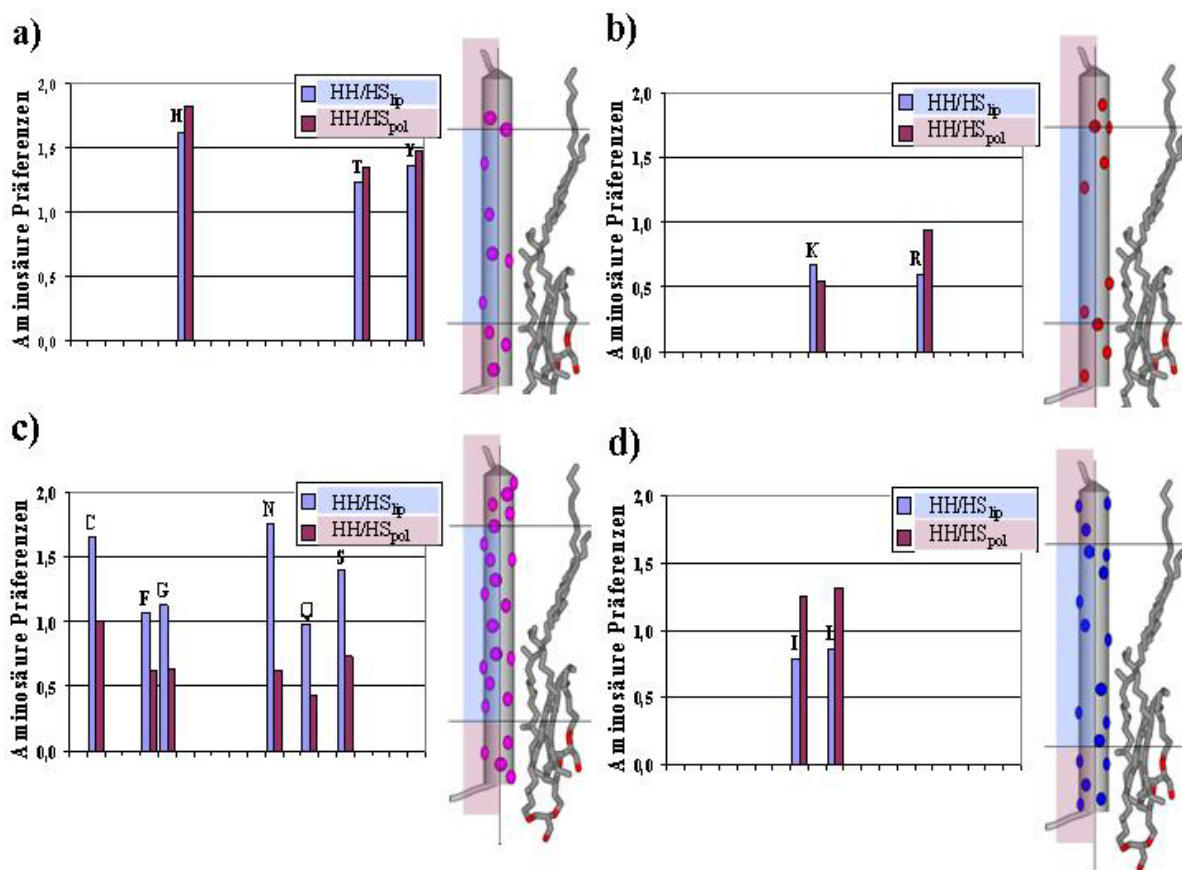 a)
Aminosäure Präferenzen
2,0
1,5
1,0
0,5
0,0
HH/HSlip
HH/HSpol
H
T
Y
b)
Aminosäure Präferenzen
2,0
1,5
1,0
0,5
0,0
HH/HSlip
HH/HSpol
K
R
c)
Aminosäure Präferenzen
2,0
1,5
1,0
0,5
0,0
HH/HSlip
HH/HSpol
C
F
G
N
Q
S
d)
Aminosäure Präferenzen
2,0
1,5
1,0
0,5
0,0
HH/HSlip
HH/HSpol
I
L